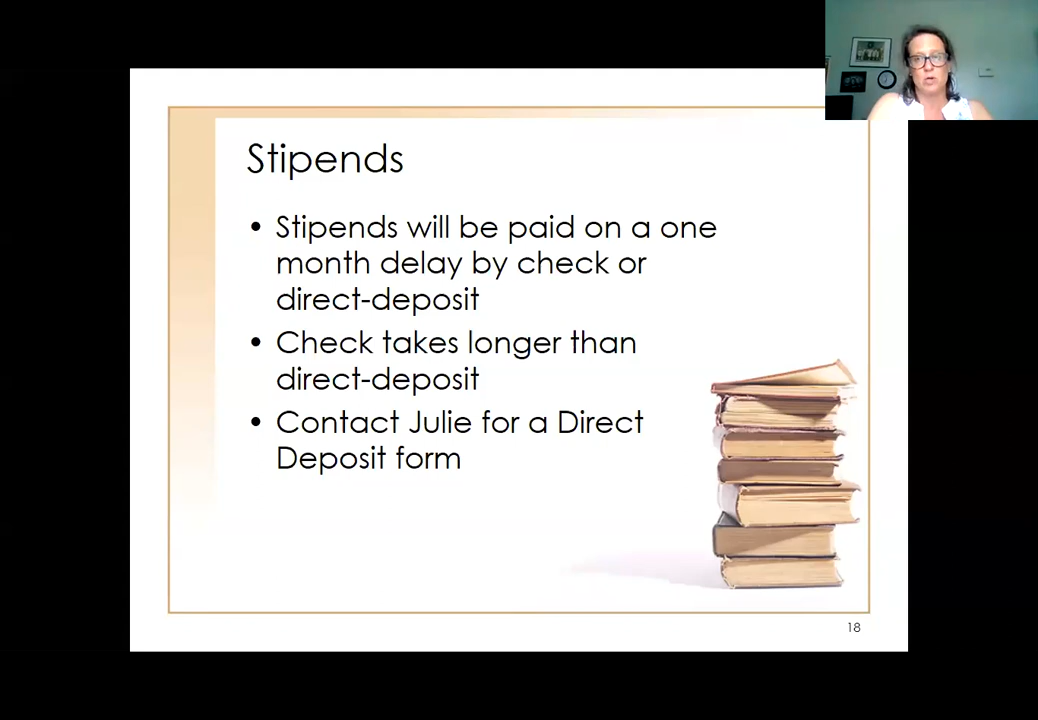 Stipends
• Stipends will be paid on a one
month delay by check or
direct-deposit
• Check takes longer than
direct-deposit
• Contact Julie for a Direct
Deposit form
18